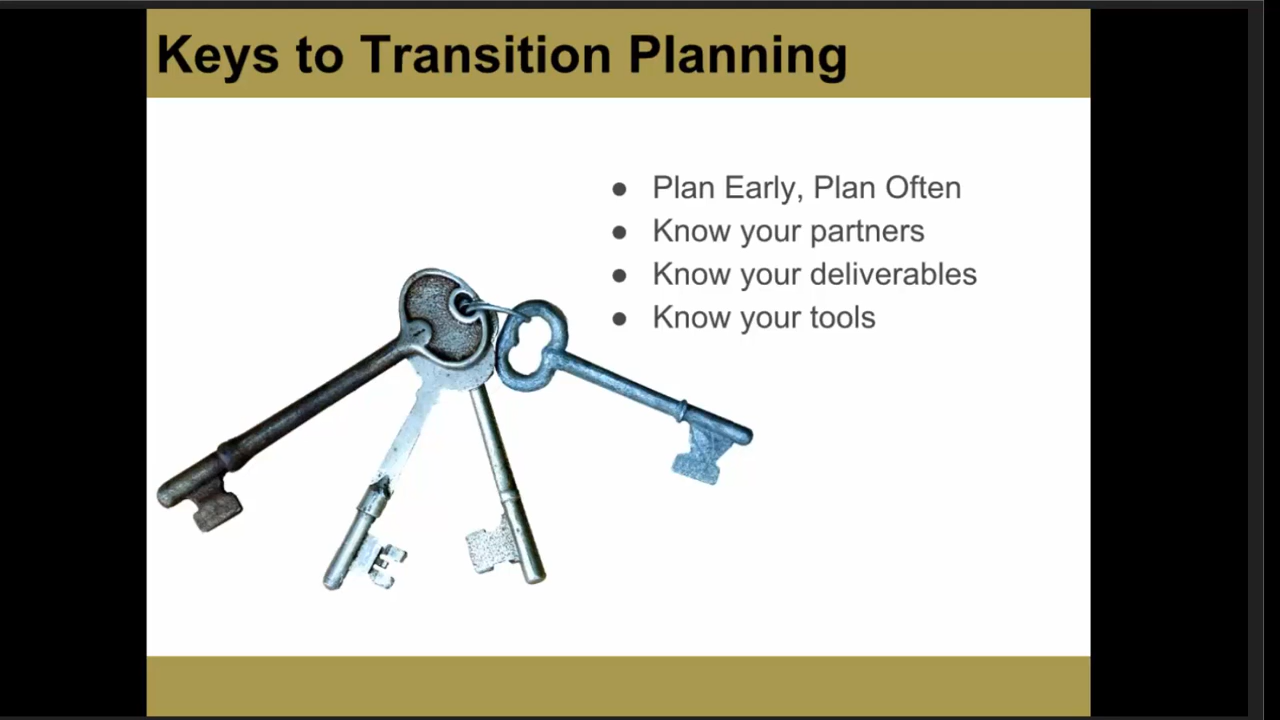 Keys to Transition Planning
● Plan Early, Plan Often
● Know your partners
● Know your deliverables
● Know your tools